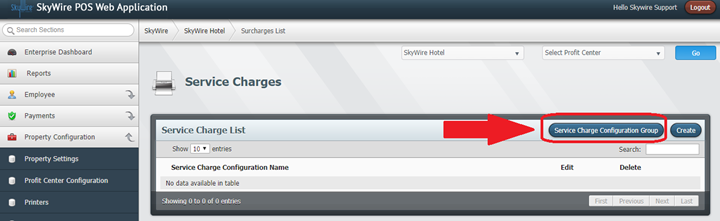 SkyWire SkyWire POS Web Application
Hello Skywire Support Logout
Search Sections
SkyWire SkyWire Hotel Surcharges List
Enterprise Dashboard
SkyWire Hotel Select Profit Center Go
Reports
Employee
Service Charges
Payments
Property Configuration
Service Charge List Service Charge Configuration Group Create
Show 10 entries Search:
Property Settings
Service Charge Configuration Name Edit Delete
Profit Center Configuration
No data available in table
Printers
Showing 0 to 0 of 0 entries First Previous Next Last